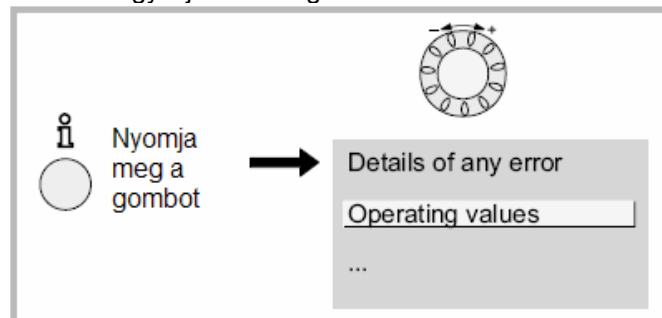 - +
Nyomja
meg a
gombot
Details of any error
Operating values
...